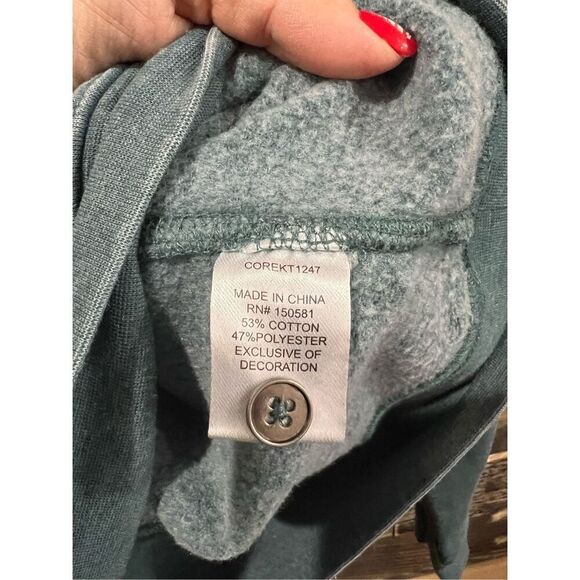 COREKT1247
MADE IN CHINA
RN# 150581
53% COTTON
47%POLYESTER
EXCLUSIVE OF
DECORATION